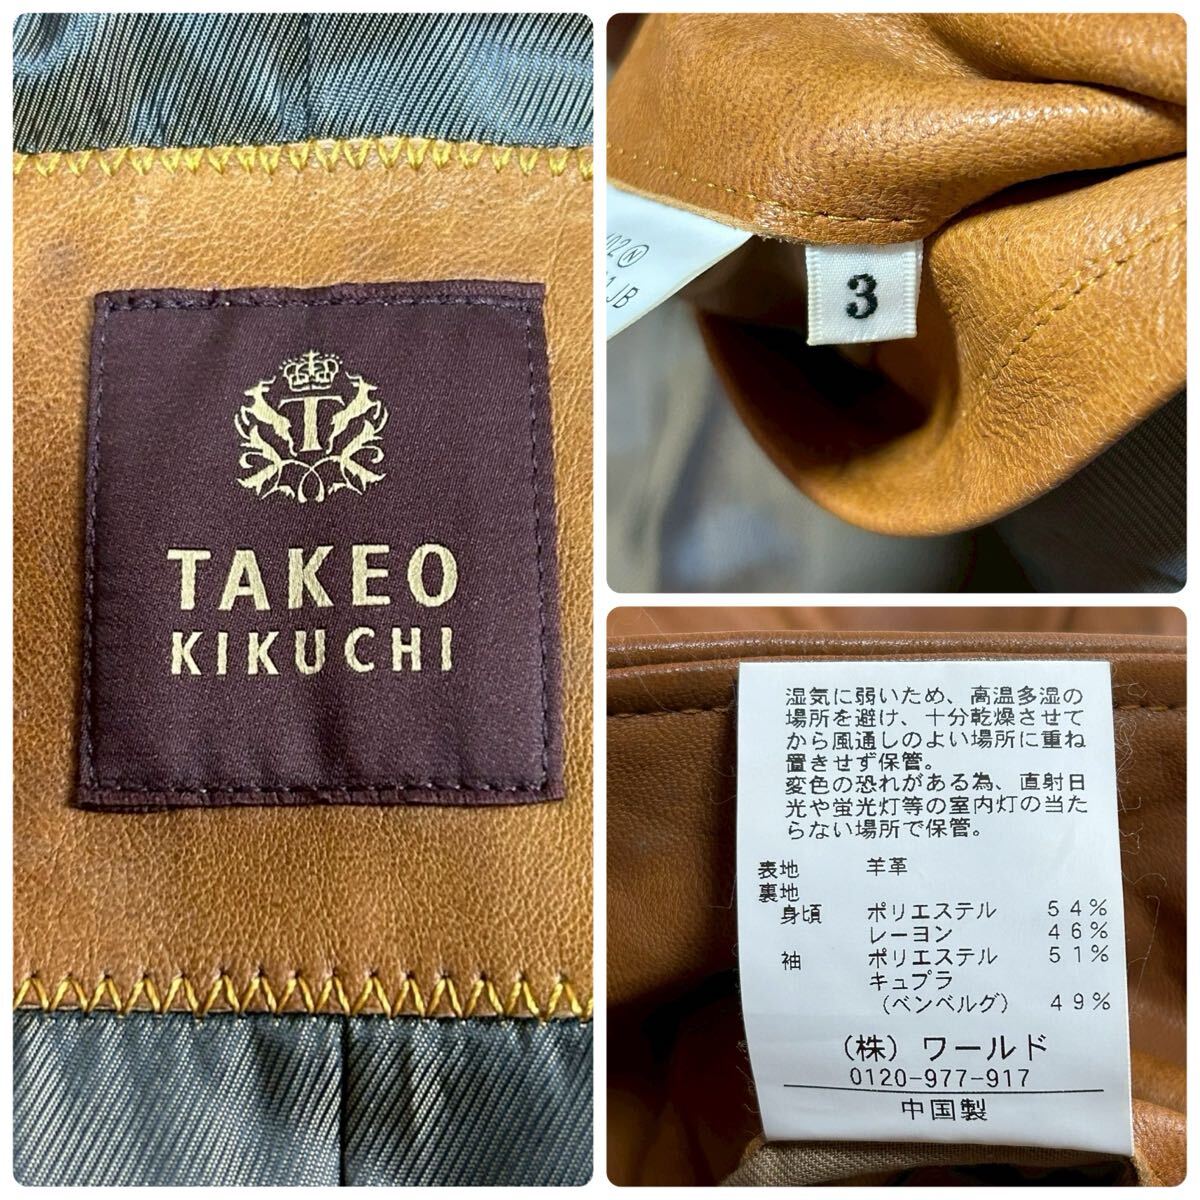 T
TAKEO
KIKUCHI
02Ⓝ
JB
3
湿気に弱いため、高温多湿の
場所を避け、十分乾燥させて
から風通しのよい場所に重ね
置きせず保管。
変色の恐れがある為、直射日
光や蛍光灯等の室内灯の当た
らない場所で保管。
表地 羊革
裏地
身頃 ポリエステル 54%
レーヨン 46%
袖 ポリエステル 51%
キュプラ
(ベンベルグ) 49%
(株) ワールド
0120-977-917
中国製